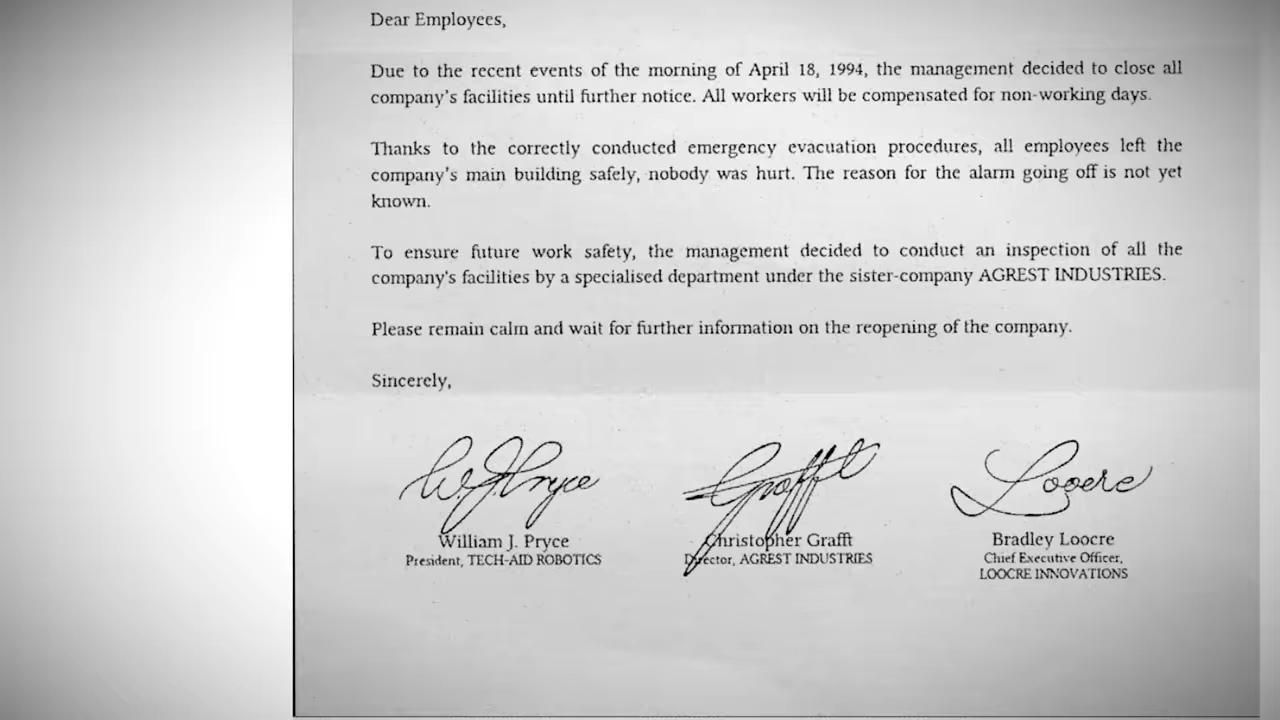 Dear Employees,
Due to the recent events of the morning of April 18, 1994, the management decided to close all
company's facilities until further notice. All workers will be compensated for non-working days.
Thanks to the correctly conducted emergency evacuation procedures, all employees left the
company's main building safely, nobody was hurt. The reason for the alarm going off is not yet
known.
To ensure future work safety, the management decided to conduct an inspection of all the
company's facilities by a specialised department under the sister-company AGREST INDUSTRIES.
Please remain calm and wait for further information on the reopening of the company.
Sincerely,
W.J.Pryce Grafft Loocre
William J. Pryce Christopher Grafft Bradley Loocre
President, TECH-AID ROBOTICS Director, AGREST INDUSTRIES Chief Executive Officer,
LOOCRE INNOVATIONS